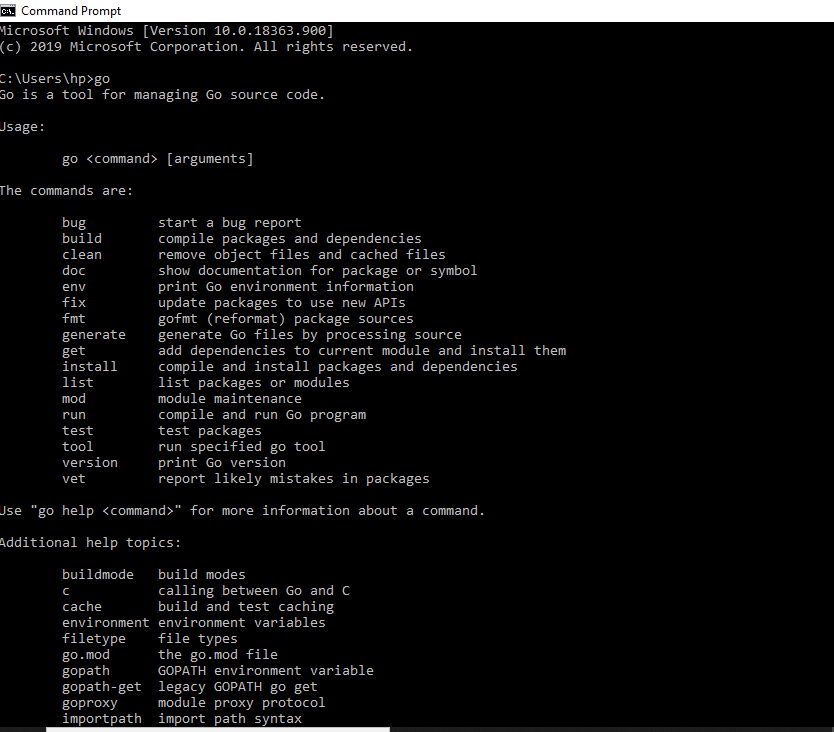 Command Prompt
Microsoft Windows [Version 10.0.18363.900]
(c) 2019 Microsoft Corporation. All rights reserved.
C:\Users\hp>go
Go is a tool for managing Go source code.
Usage:
go <command> [arguments]
The commands are:
bug start a bug report
build compile packages and dependencies
clean remove object files and cached files
doc show documentation for package or symbol
env print Go environment information
fix update packages to use new APIs
fmt gofmt (reformat) package sources
generate generate Go files by processing source
get add dependencies to current module and install them
install compile and install packages and dependencies
list list packages or modules
mod module maintenance
run compile and run Go program
test test packages
tool run specified go tool
version print Go version
vet report likely mistakes in packages
Use "go help <command>" for more information about a command.
Additional help topics:
buildmode build modes
c calling between Go and C
cache build and test caching
environment environment variables
filetype file types
go.mod the go.mod file
gopath GOPATH environment variable
gopath-get legacy GOPATH go get
goproxy module proxy protocol
importpath import path syntax